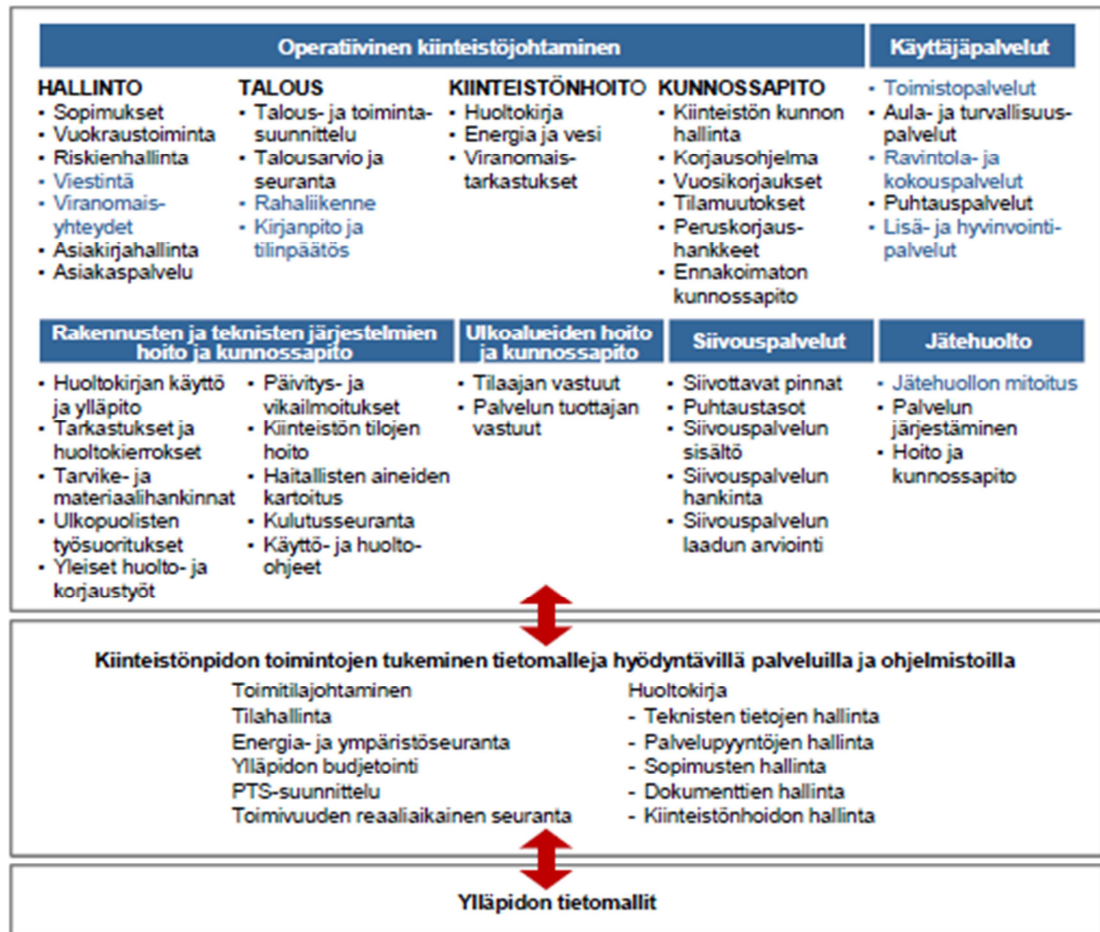 Operatiivinen kiinteistöjohtaminen
Käyttäjäpalvelut
HALLINTO
• Sopimukset
• Vuokraustoiminta
• Riskienhallinta
• Viestintä
• Viranomais-
yhteydet
• Asiakirjahallinta
• Asiakaspalvelu
TALOUS
• Talous- ja toiminta-
suunnittelu
• Talousarvio ja
seuranta
• Rahaliikenne
• Kirjanpito ja
tilinpäätös
KIINTEISTÖNHOITO
• Huoltokirja
• Energia ja vesi
• Viranomais-
tarkastukset
KUNNOSSAPITO
• Kiinteistön kunnon
hallinta
• Korjausohjelma
• Vuosikorjaukset
• Tilamuutokset
• Peruskorjaus-
hankkeet
• Ennakoimaton
kunnossapito
• Toimistopalvelut
• Aula- ja turvallisuus-
palvelut
• Ravintola- ja
kokouspalvelut
• Puhtauspalvelut
• Lisä- ja hyvinvointi-
palvelut
Rakennusten ja teknisten järjestelmien
hoito ja kunnossapito
• Huoltokirjan käyttö
ja ylläpito
• Tarkastukset ja
huoltokierrokset
• Tarvike- ja
materiaalihankinnat
• Ulkopuolisten
työsuoritukset
• Yleiset huolto- ja
korjaustyöt
• Päivitys- ja
vikailmoitukset
• Kiinteistön tilojen
hoito
• Haitallisten aineiden
kartoitus
• Kulutusseuranta
• Käyttö- ja huolto-
ohjeet
Ulkoalueiden hoito
ja kunnossapito
• Tilaajan vastuut
• Palvelun tuottajan
vastuut
Siivouspalvelut
• Siivottavat pinnat
• Puhtaustasot
• Siivouspalvelun
sisältö
• Siivouspalvelun
hankinta
• Siivouspalvelun
laadun arviointi
Jätehuolto
• Jätehuollon mitoitus
• Palvelun
järjestäminen
• Hoito ja
kunnossapito
Kiinteistönpidon toimintojen tukeminen tietomalleja hyödyntävillä palveluilla ja ohjelmistoilla
Toimitilajohtaminen
Tilahallinta
Energia- ja ympäristöseuranta
Ylläpidon budjetointi
PTS-suunnittelu
Toimivuuden reaaliaikainen seuranta
Huoltokirja
- Teknisten tietojen hallinta
- Palvelupyyntöjen hallinta
- Sopimusten hallinta
- Dokumenttien hallinta
- Kiinteistönhoidon hallinta
Ylläpidon tietomallit